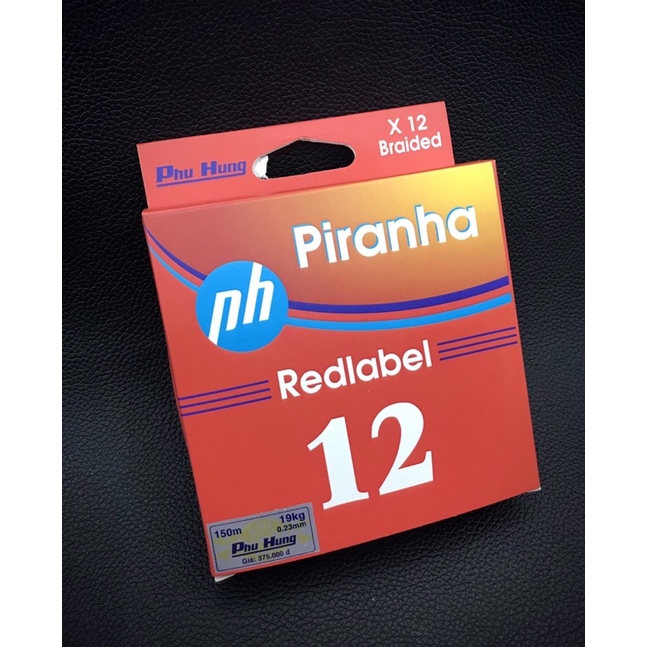 Phu Hung
X 12
Braided
Piranha
ph
Redlabel
12
150m 19kg
0.23mm
Phu Hung
Giá: 375.000 đ